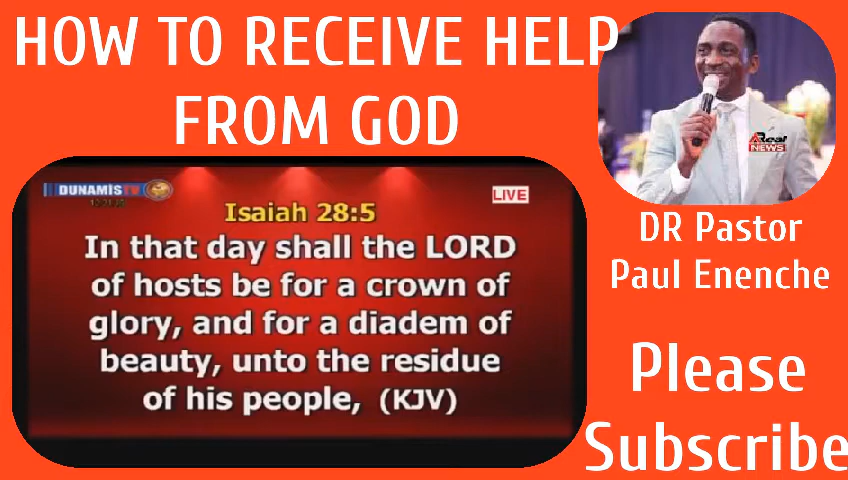 HOW TO RECEIVE HELP
FROM GOD
AReal
NEWS
DUNAMIS TV
LIVE
Isaiah 28:5
In that day shall the LORD
of hosts be for a crown of
glory, and for a diadem of
beauty, unto the residue
of his people, (KJV)
DR Pastor
Paul Enenche
Please
Subscribe